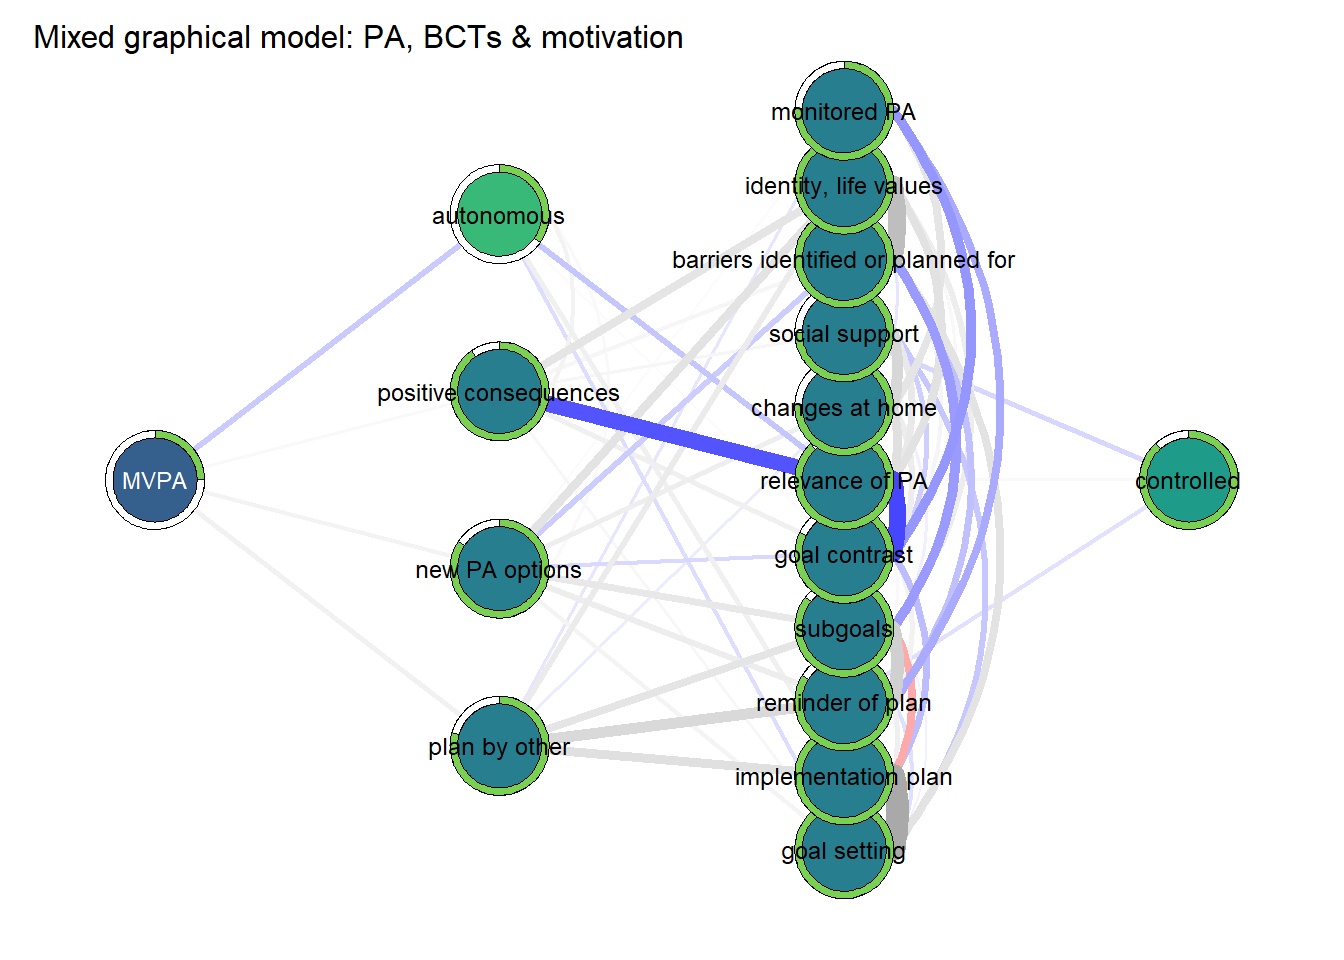 Mixed graphical model: PA, BCTs & motivation
monitored PA
identity, life values
autonomous
barriers identified or planned for
social support
positive consequences
changes at home
MVPA
relevance of PA
controlled
goal contrast
new PA options
subgoals
reminder of plan
plan by other
implementation plan
goal setting